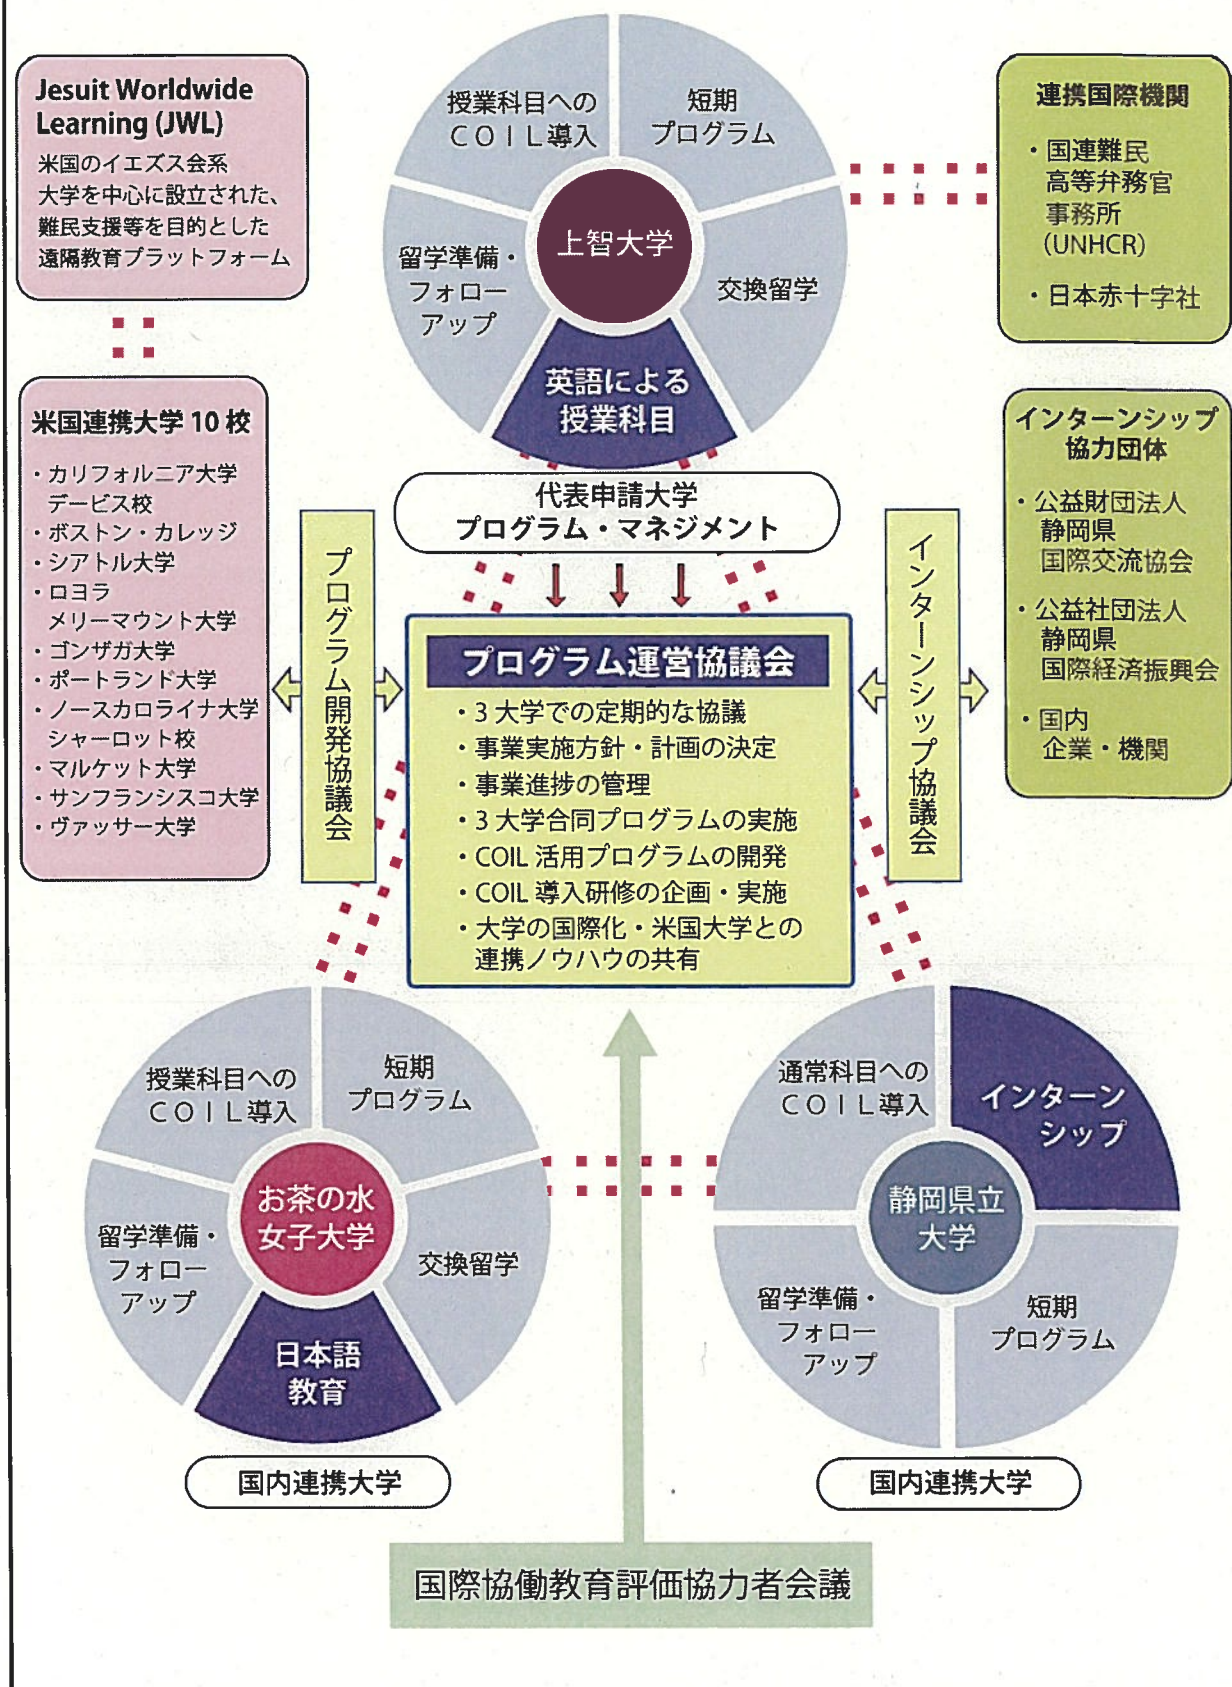 Jesuit Worldwide
Learning (JWL)
米国のイエズス会系
大学を中心に設立された、
難民支援等を目的とした
遠隔教育プラットフォーム
授業科目への
ＣＯＩＬ導入
短期
プログラム
上智大学
留学準備・
フォロー
アップ
交換留学
英語による
授業科目
連携国際機関
・国連難民
高等弁務官
事務所
(UNHCR)
・日本赤十字社
米国連携大学 10 校
・カリフォルニア大学
デービス校
・ボストン・カレッジ
・シアトル大学
・ロヨラ
メリーマウント大学
・ゴンザガ大学
・ポートランド大学
・ノースカロライナ大学
シャーロット校
・マルケット大学
・サンフランシスコ大学
・ヴァッサー大学
代表申請大学
プログラム・マネジメント
インターンシップ
協力団体
・公益財団法人
静岡県
国際交流協会
・公益社団法人
静岡県
国際経済振興会
・国内
企業・機関
プログラム開発協議会
インターンシップ協議会
プログラム運営協議会
・3 大学での定期的な協議
・事業実施方針・計画の決定
・事業進捗の管理
・3 大学合同プログラムの実施
・COIL 活用プログラムの開発
・COIL 導入研修の企画・実施
・大学の国際化・米国大学との
連携ノウハウの共有
授業科目への
ＣＯＩＬ導入
短期
プログラム
お茶の水
女子大学
留学準備・
フォロー
アップ
交換留学
日本語
教育
国内連携大学
通常科目への
ＣＯＩＬ導入
インターン
シップ
静岡県立
大学
留学準備・
フォロー
アップ
短期
プログラム
国内連携大学
国際協働教育評価協力者会議